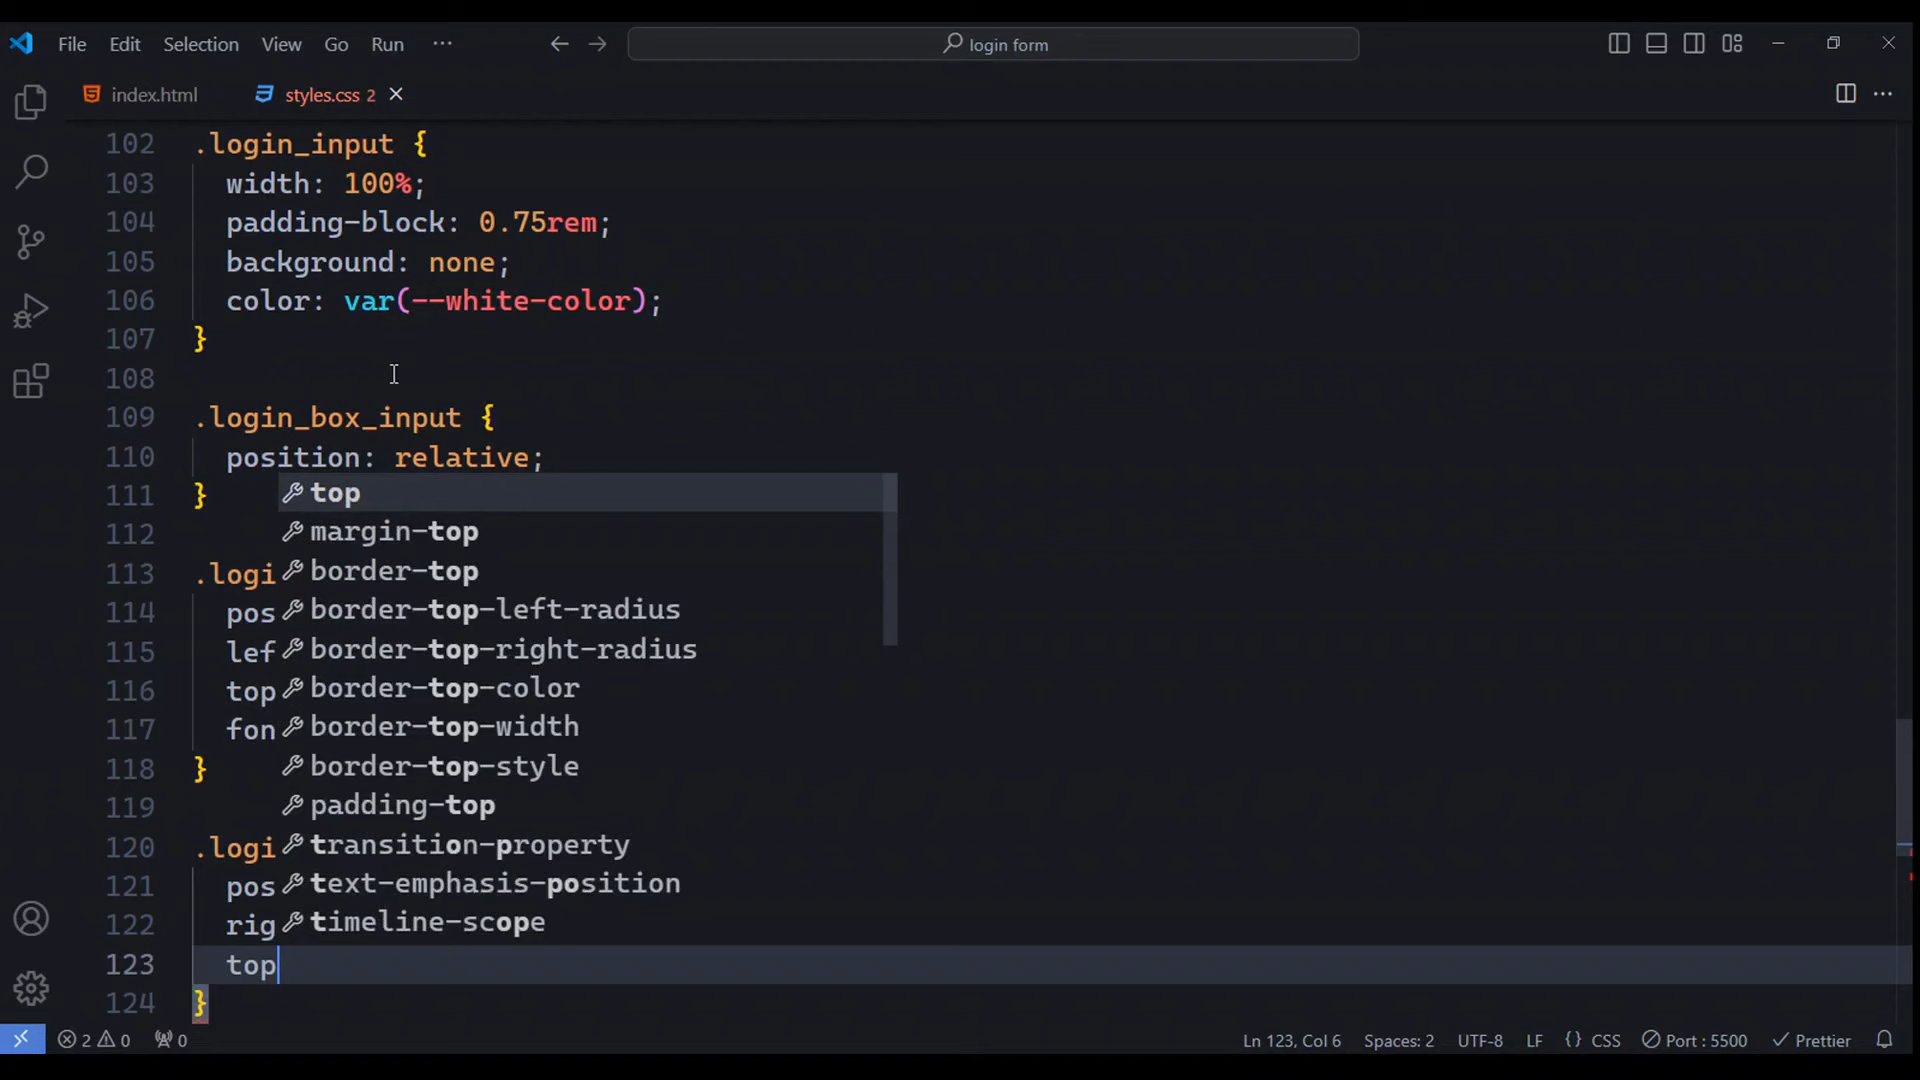 File Edit Selection View Go Run ··· login form
index.html styles.css 2
102 .login_input {
103 width: 100%;
104 padding-block: 0.75rem;
105 background: none;
106 color: var(--white-color);
107 }
108
109 .login_box_input {
110 position: relative;
111 } top
112 margin-top
113 .logi border-top
114 pos border-top-left-radius
115 lef border-top-right-radius
116 top border-top-color
117 fon border-top-width
118 } border-top-style
119 padding-top
120 .logi transition-property
121 pos text-emphasis-position
122 rig timeline-scope
123 top
124 }
2 0 0 Ln 123, Col 6 Spaces: 2 UTF-8 LF {} CSS Port : 5500 Prettier